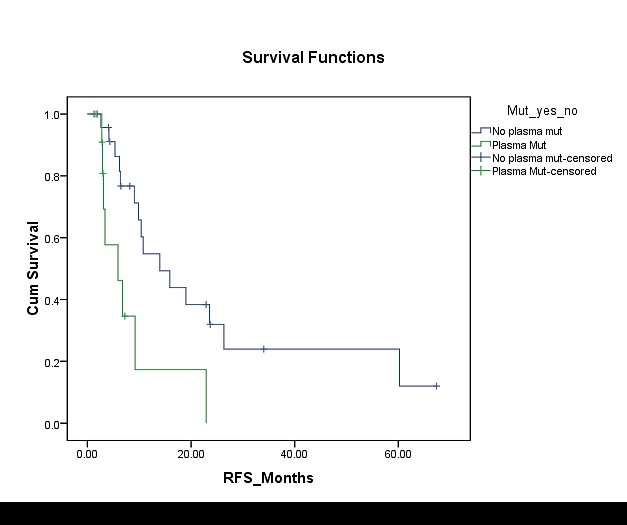 Survival Functions
Mut_yes_no
No plasma mut
Plasma Mut
No plasma mut-censored
Plasma Mut-censored
Cum Survival
1.0
0.8
0.6
0.4
0.2
0.0
0.00 20.00 40.00 60.00
RFS_Months